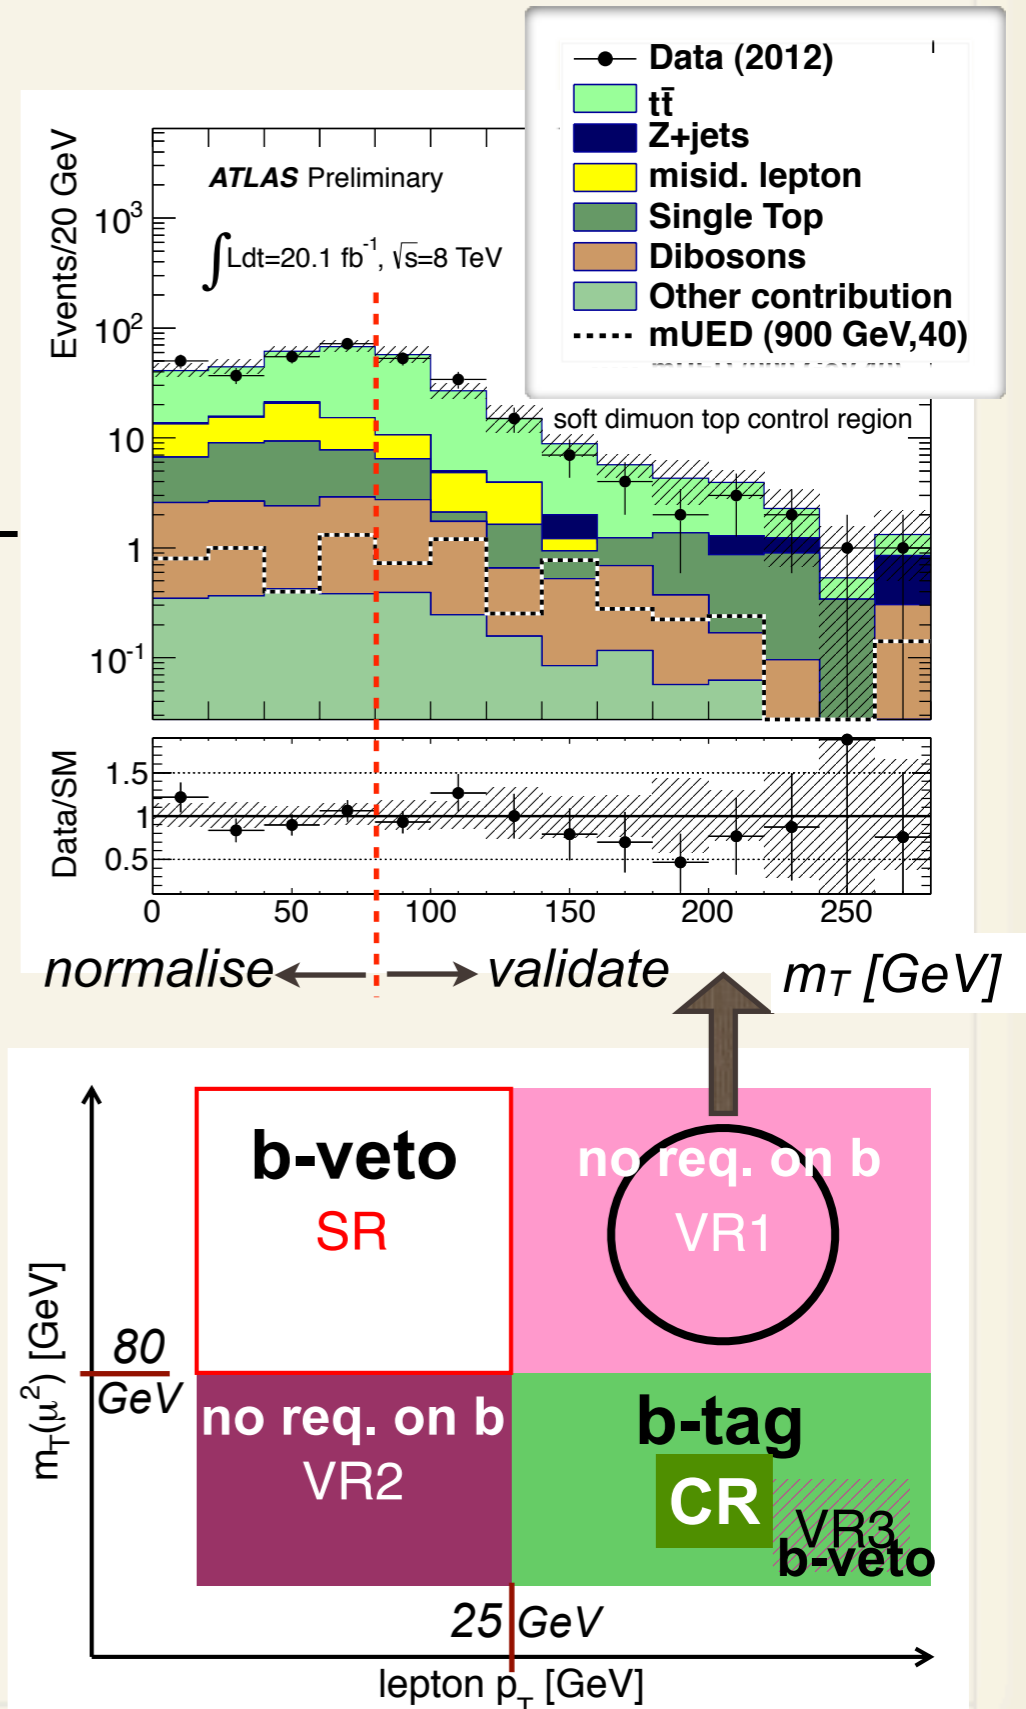 Data (2012)
tt̄
Z+jets
misid. lepton
Single Top
Dibosons
Other contribution
mUED (900 GeV,40)
Events/20 GeV
ATLAS Preliminary
∫Ldt=20.1 fb⁻¹, √s=8 TeV
soft dimuon top control region
10³
10²
10
1
10⁻¹
Data/SM
1.5
1
0.5
0 50 100 150 200 250
normalise validate mT [GeV]
b-veto
SR
no req. on b
VR1
mT(μ²) [GeV]
80
GeV
no req. on b
VR2
b-tag
CR
VR3
b-veto
25 GeV
lepton pT [GeV]